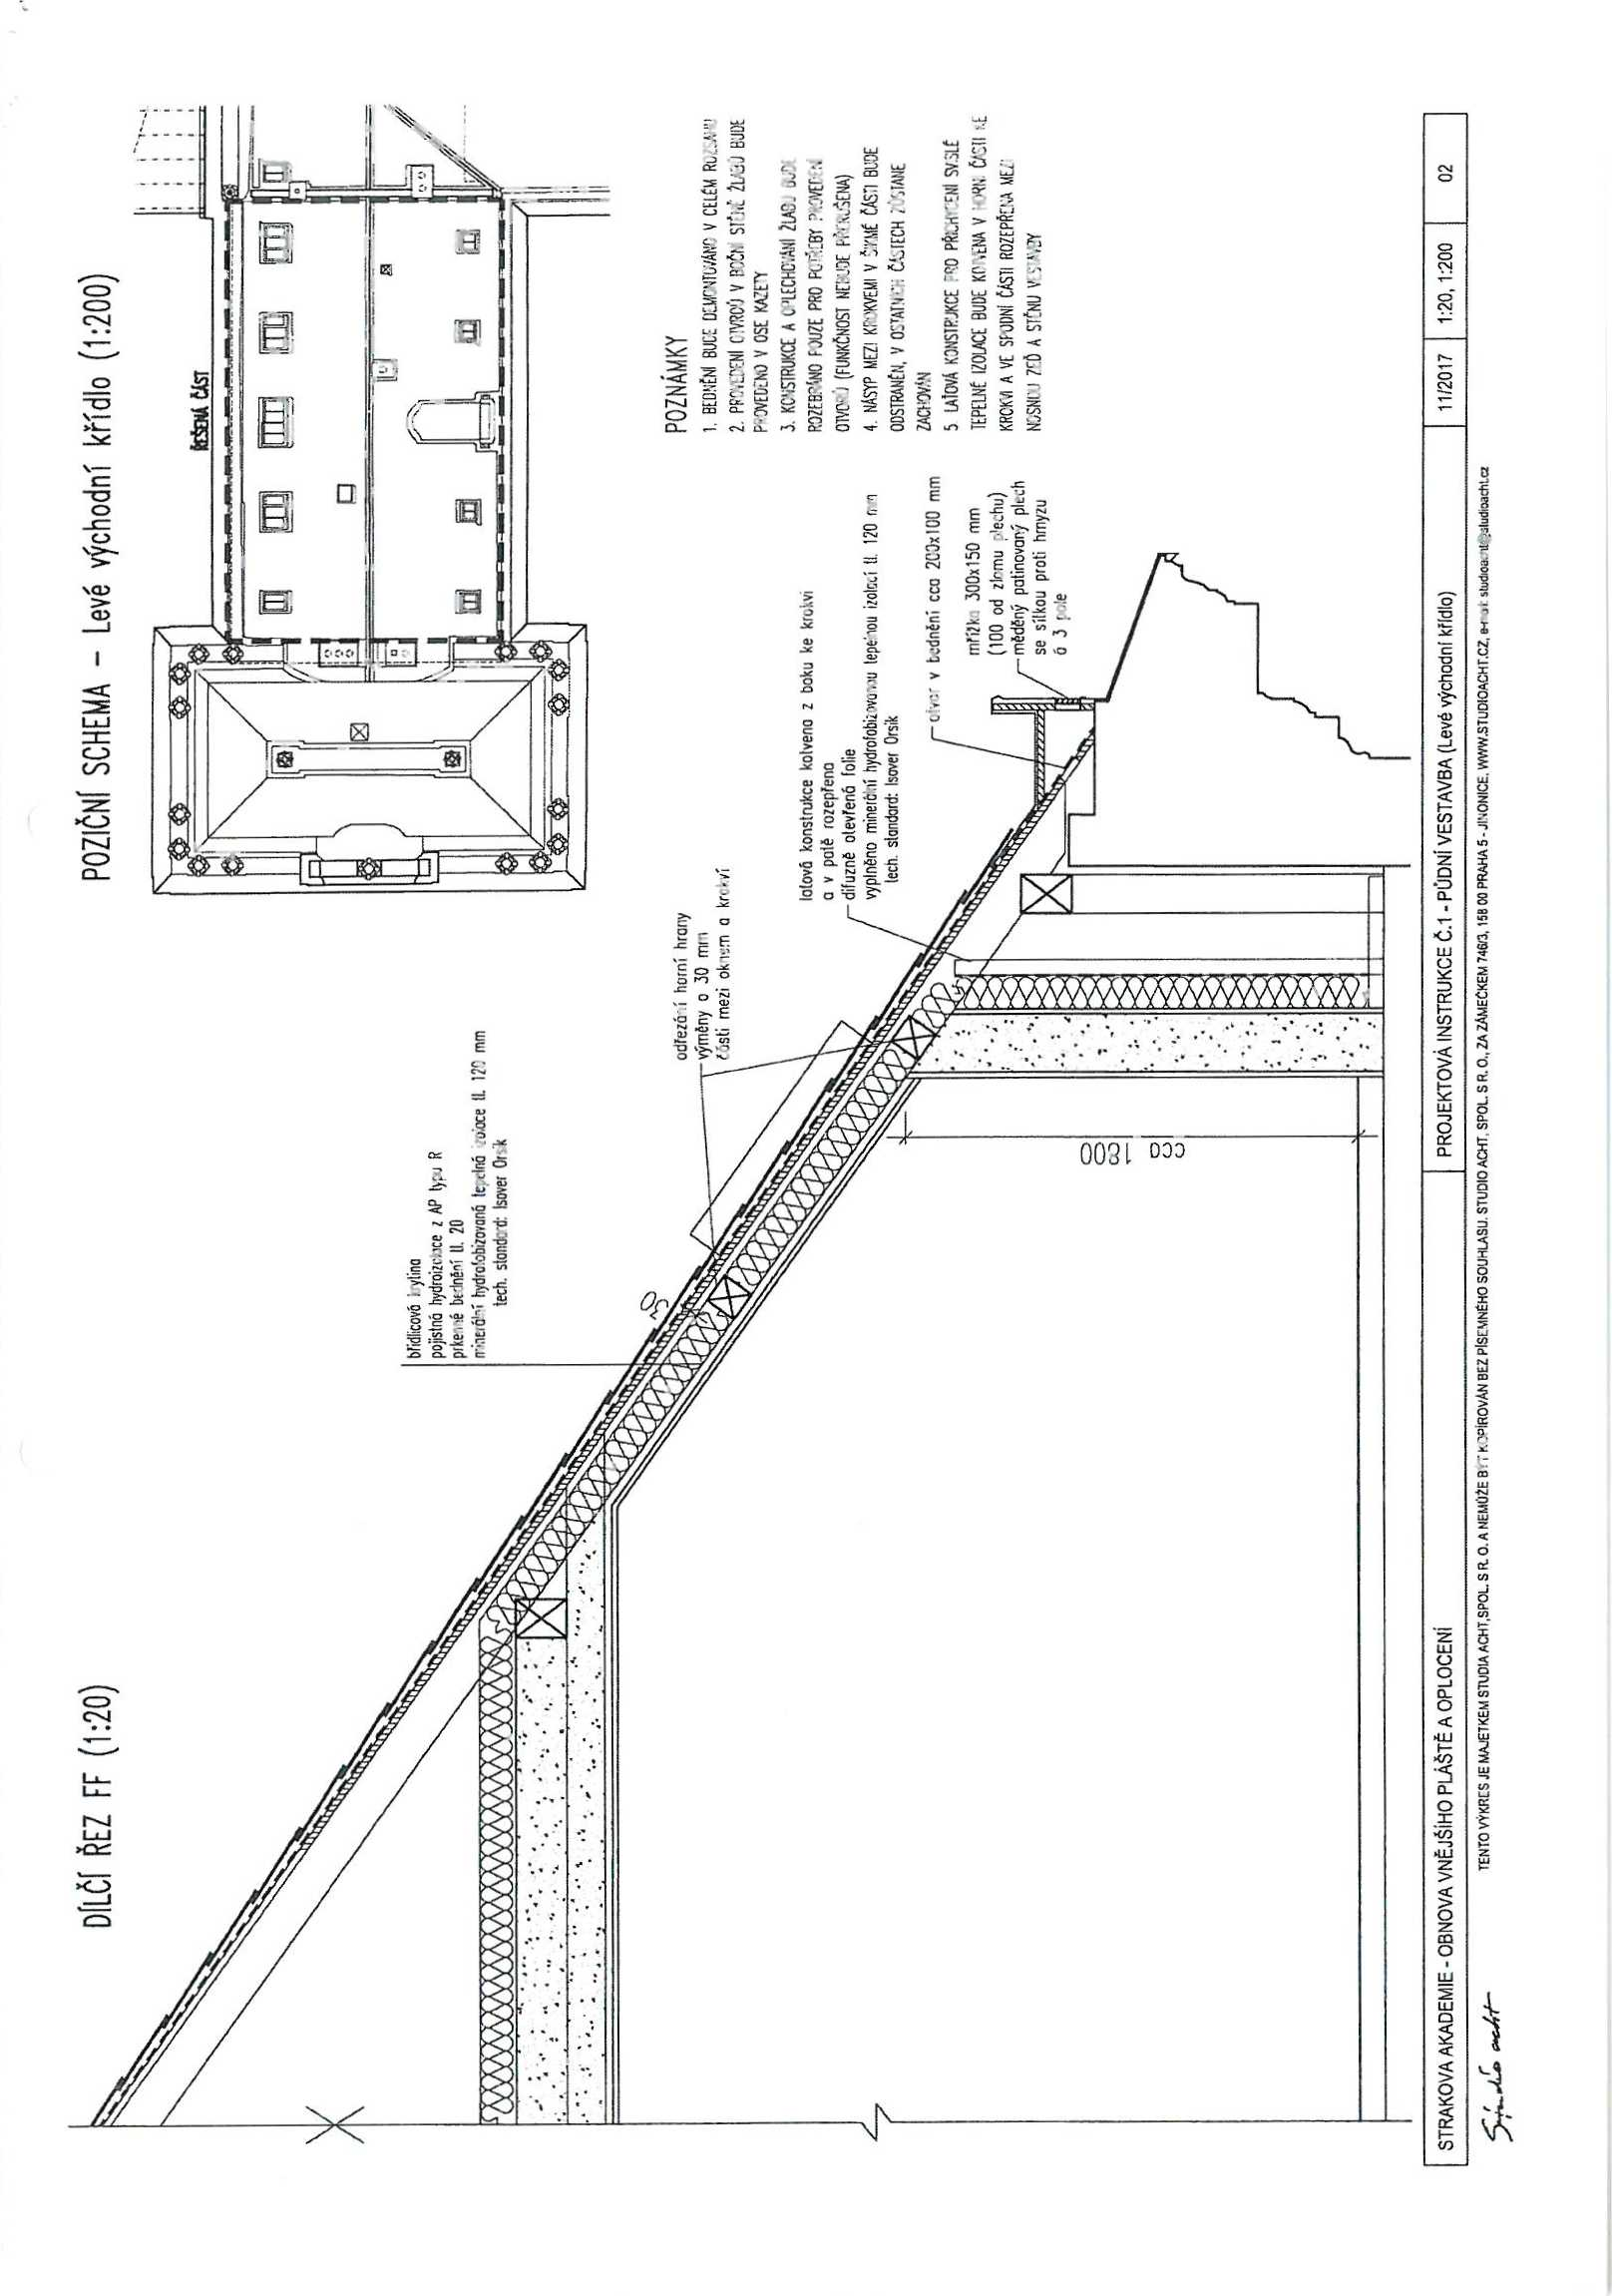 DÍLČÍ ŘEZ FF (1:20)
POZIČNÍ SCHEMA - Levé východní křídlo (1:200)
ŘEŠENÁ ČÁST
břidlicová krytina
pojistná hydroizolace z AP typu R
prkenné bednění tl. 20
minerální hydrofobizovaná tepelná izolace tl. 120 mm
tech. standard: Isover Orsik
30
odřezání horní hrany
výměny o 30 mm
části mezi oknem a krokví
laťová konstrukce kotveno z boku ke krokvi
a v patě rozepřena
difuzně otevřená folie
vyplněno minerální hydrofobizovanou tepelnou izolací tl. 120 mm
tech. standard: Isover Orsik
otvor v bednění cca 200x100 mm
mřížka 300x150 mm
(100 od zlomu plechu)
měděný patinovaný plech
se síťkou proti hmyzu
á 3 pole
cca 1800
POZNÁMKY
1. BEDNĚNÍ BUDE DEMONTOVÁNO V CELÉM ROZSAHU
2. PROVEDENÍ OTVORŮ V BOČNÍ STĚNĚ ŽLABŮ BUDE
PROVEDENO V OSE KAZETY
3. KONSTRUKCE A OPLECHOVÁNÍ ŽLABU BUDE
ROZEBRÁNO POUZE PRO POTŘEBY PROVEDENÍ
OTVORŮ (FUNKČNOST NEBUDE PŘERUŠENA)
4. NÁSYP MEZI KROKVEMI V ŠIKMÉ ČÁSTI BUDE
ODSTRANĚN, V OSTATNÍCH ČÁSTECH ZŮSTANE
ZACHOVÁN
5 LAŤOVÁ KONSTRUKCE PRO PŘICHYCENÍ SVISLÉ
TEPELNÉ IZOLACE BUDE KOTVENA V HORNÍ ČÁSTI KE
KROKVI A VE SPODNÍ ČÁSTI ROZEPŘENA MEZI
NOSNOU ZEĎ A STĚNU VESTAVBY
STRAKOVA AKADEMIE - OBNOVA VNĚJŠÍHO PLÁŠTĚ A OPLOCENÍ
PROJEKTOVÁ INSTRUKCE Č.1 - PŮDNÍ VESTAVBA (Levé východní křídlo)
11/2017
1:20, 1:200
02
Studio acht
TENTO VÝKRES JE MAJETKEM STUDIA ACHT,SPOL. S R. O. A NEMŮŽE BÝT KOPÍROVÁN BEZ PÍSEMNÉHO SOUHLASU. STUDIO ACHT, SPOL. S R. O., ZA ZÁMEČKEM 746/3, 158 00 PRAHA 5 - JINONICE, WWW.STUDIOACHT.CZ, e-mail: studioacht@studioacht.cz